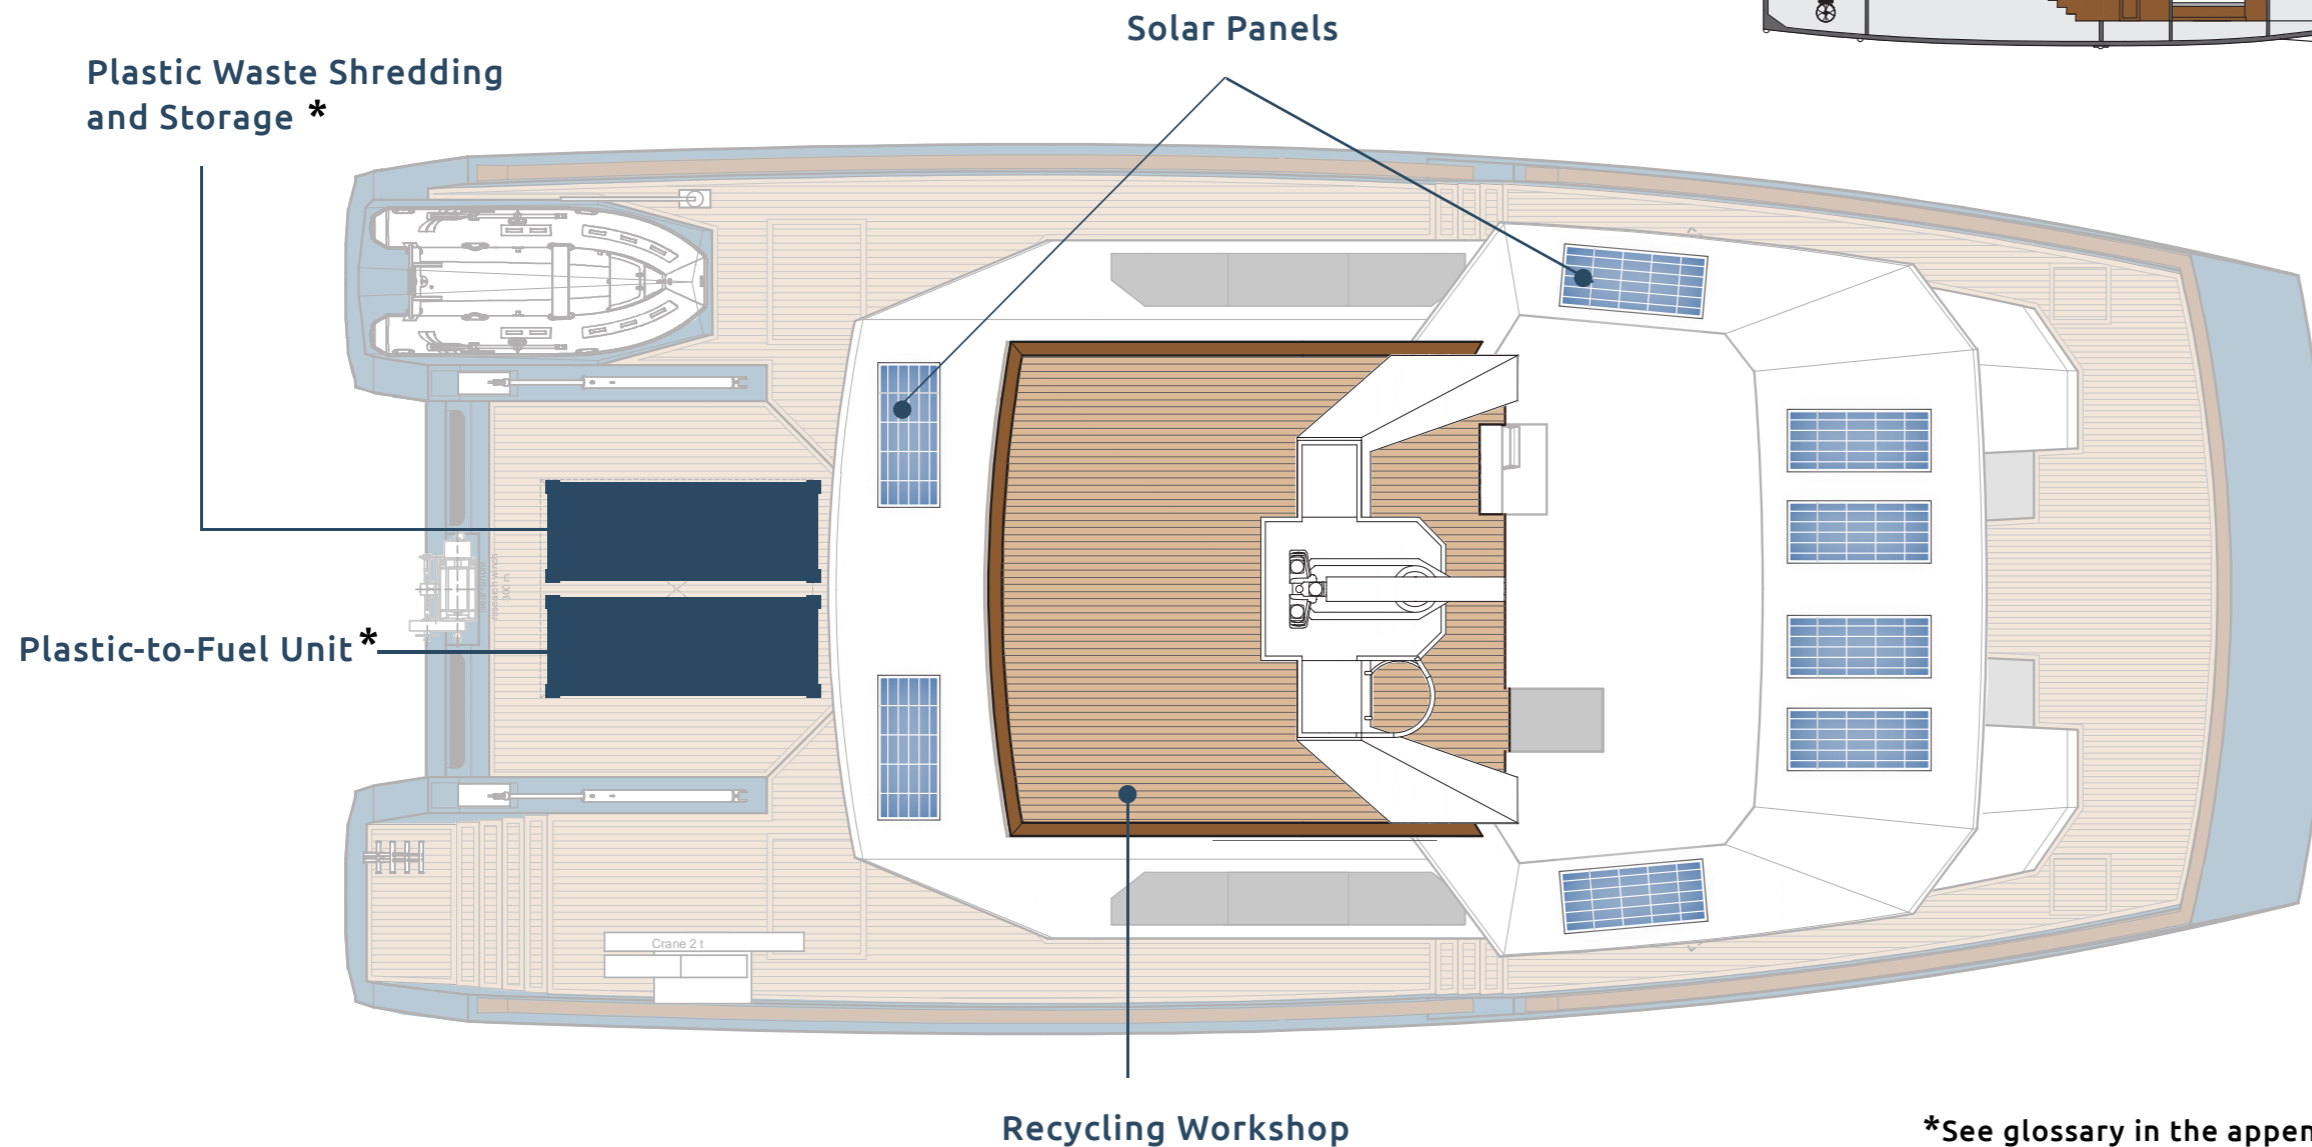 Solar Panels
Plastic Waste Shredding
and Storage *
Plastic-to-Fuel Unit *
300 m
Crane 2 t
Recycling Workshop
*See glossary in the appen